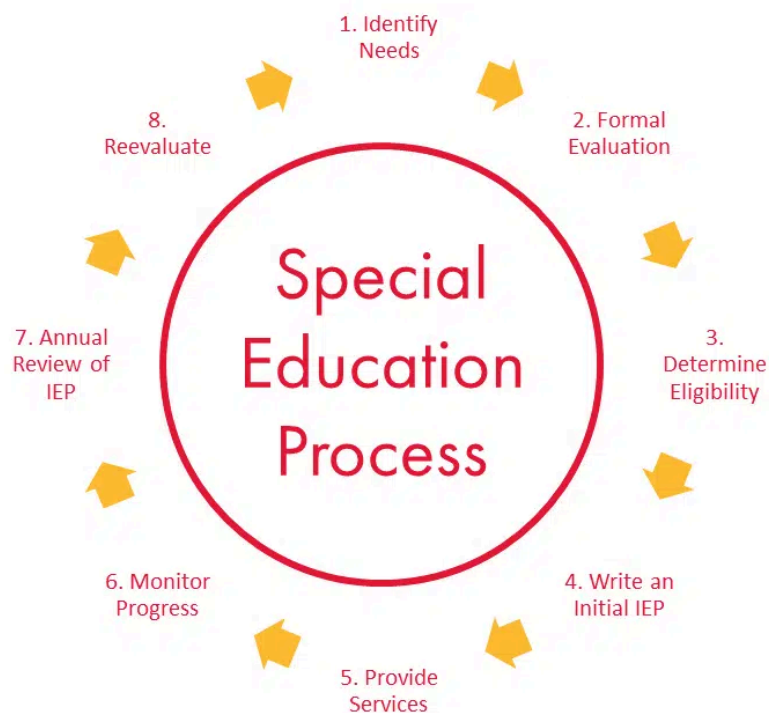 1. Identify
Needs
2. Formal
Evaluation
3.
Determine
Eligibility
4. Write an
Initial IEP
5. Provide
Services
6. Monitor
Progress
7. Annual
Review of
IEP
8.
Reevaluate
Special
Education
Process